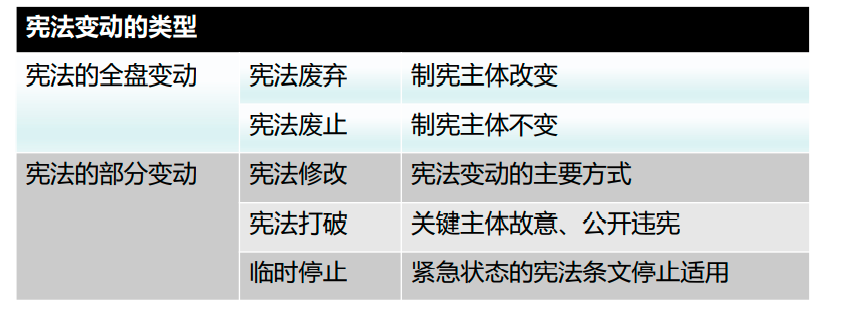 宪法变动的类型
宪法的全盘变动 宪法废弃 制宪主体改变
宪法废止 制宪主体不变
宪法的部分变动 宪法修改 宪法变动的主要方式
宪法打破 关键主体故意、公开违宪
临时停止 紧急状态的宪法条文停止适用